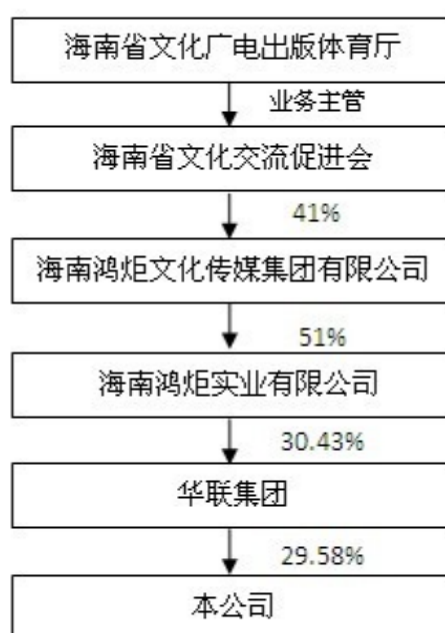 海南省文化广电出版体育厅
业务主管
海南省文化交流促进会
41%
海南鸿炬文化传媒集团有限公司
51%
海南鸿炬实业有限公司
30.43%
华联集团
29.58%
本公司